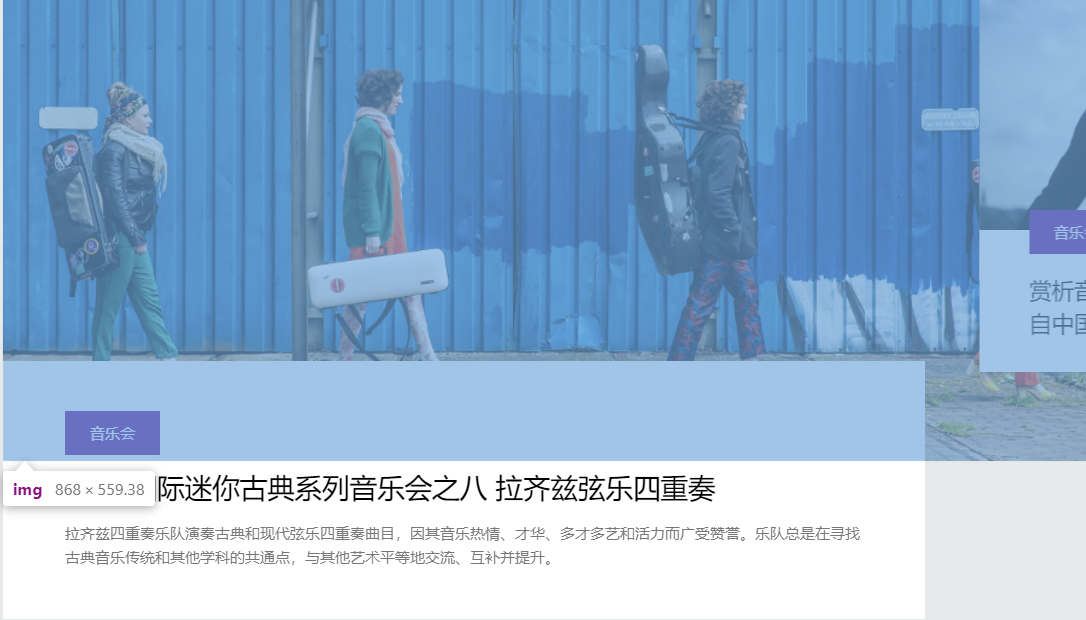 音乐会
赏析音
自中国
音乐会
img 868 × 559.38
际迷你古典系列音乐会之八 拉齐兹弦乐四重奏
拉齐兹四重奏乐队演奏古典和现代弦乐四重奏曲目，因其音乐热情、才华、多才多艺和活力而广受赞誉。乐队总是在寻找
古典音乐传统和其他学科的共通点，与其他艺术平等地交流、互补并提升。